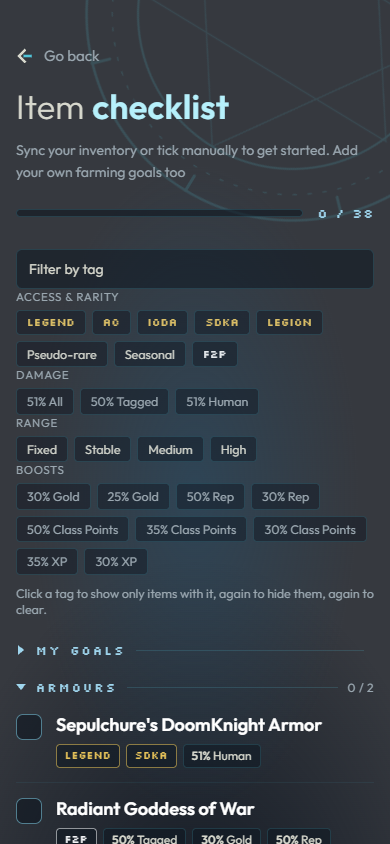 Go back
Item checklist
Sync your inventory or tick manually to get started. Add
your own farming goals too
0 / 38
Filter by tag
ACCESS & RARITY
LEGEND AC IODA SDKA LEGION
Pseudo-rare Seasonal F2P
DAMAGE
51% All 50% Tagged 51% Human
RANGE
Fixed Stable Medium High
BOOSTS
30% Gold 25% Gold 50% Rep 30% Rep
50% Class Points 35% Class Points 30% Class Points
35% XP 30% XP
Click a tag to show only items with it, again to hide them, again to
clear.
MY GOALS
ARMOURS 0 / 2
Sepulchure's DoomKnight Armor
LEGEND SDKA 51% Human
Radiant Goddess of War
F2P 50% Tagged 30% Gold 50% Rep